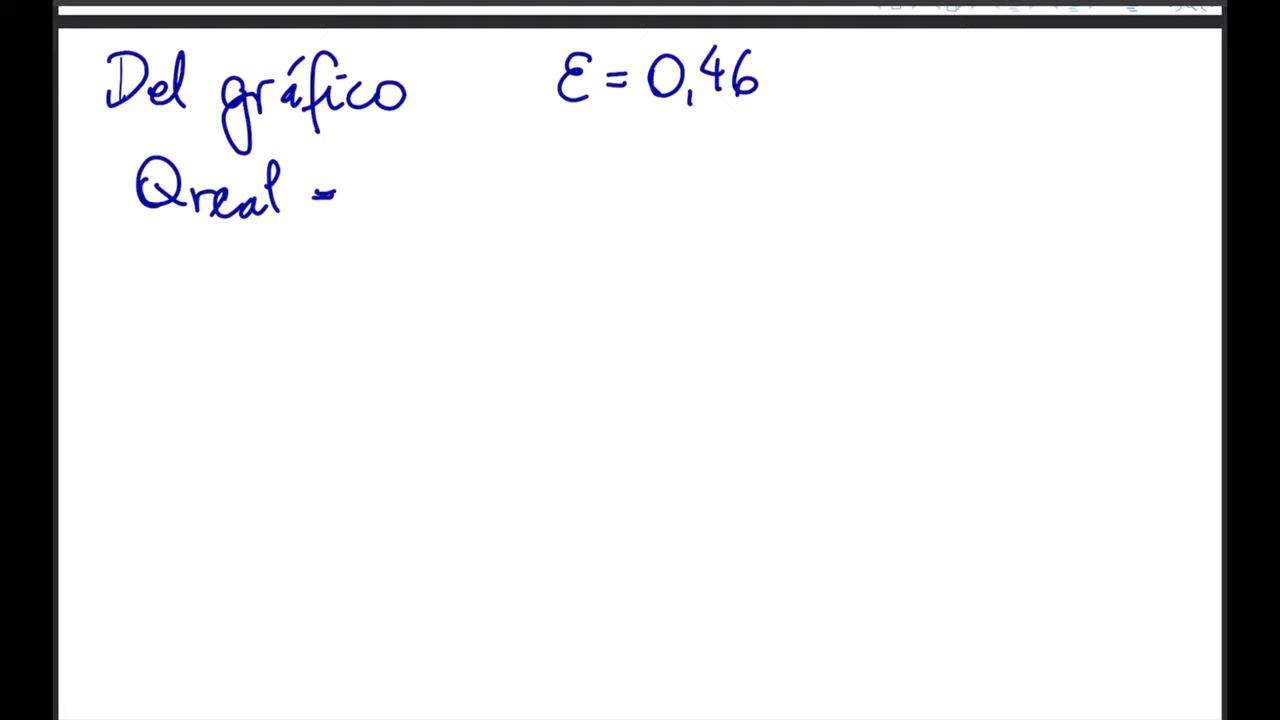 Del gráfico ε = 0,46
Qreal =